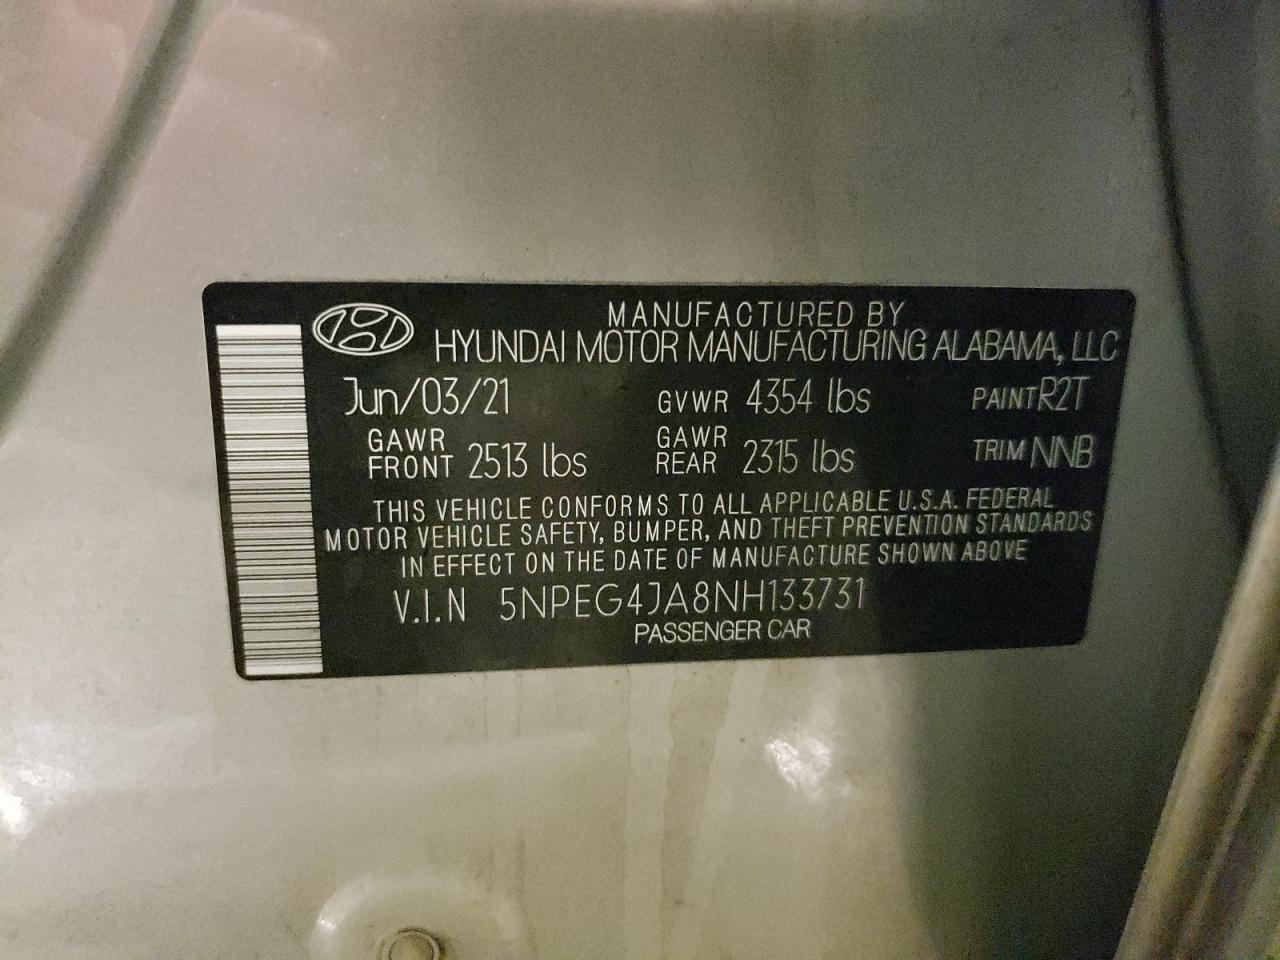 MANUFACTURED BY
HYUNDAI MOTOR MANUFACTURING ALABAMA, LLC
Jun/03/21 GVWR 4354 lbs PAINT R2T
GAWR FRONT 2513 lbs GAWR REAR 2315 lbs TRIM NNB
THIS VEHICLE CONFORMS TO ALL APPLICABLE U.S.A. FEDERAL
MOTOR VEHICLE SAFETY, BUMPER, AND THEFT PREVENTION STANDARDS
IN EFFECT ON THE DATE OF MANUFACTURE SHOWN ABOVE
V.I.N 5NPEG4JA8NH133731
PASSENGER CAR